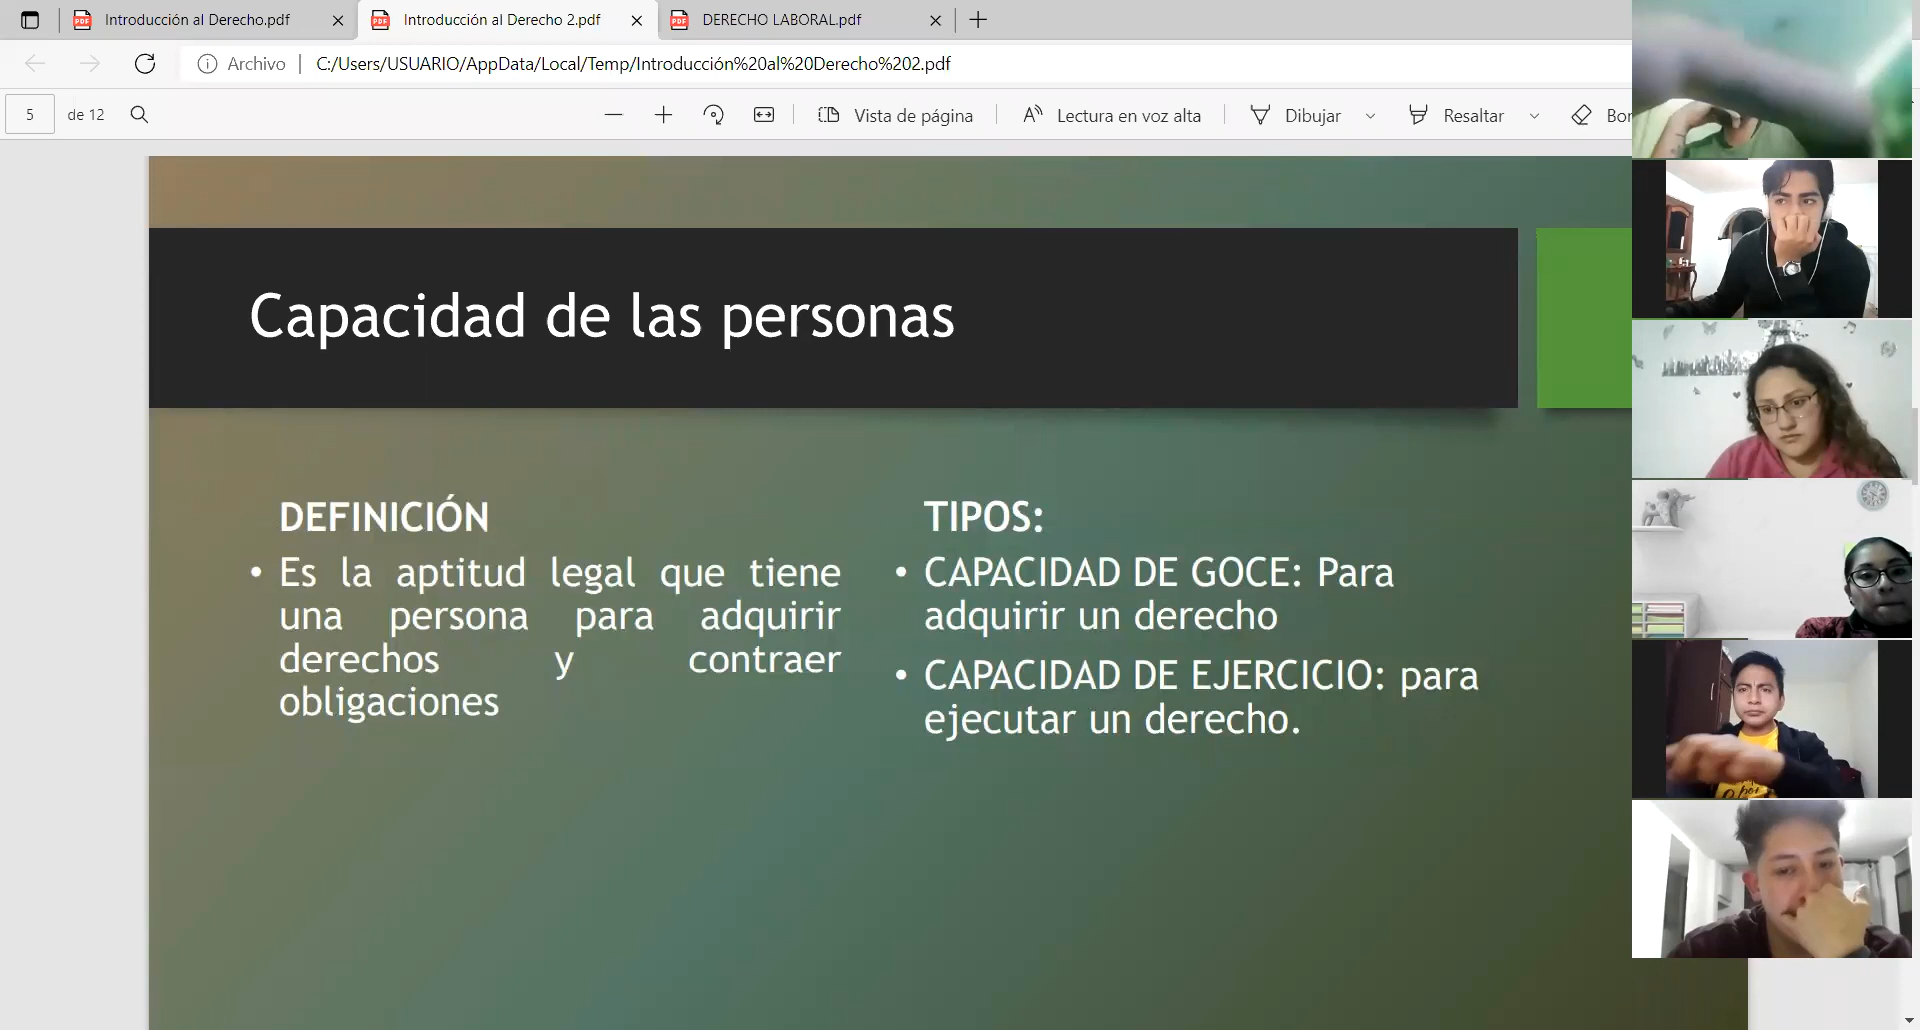 Introducción al Derecho.pdf
Introducción al Derecho 2.pdf
DERECHO LABORAL.pdf
Archivo
C:/Users/USUARIO/AppData/Local/Temp/Introducción%20al%20Derecho%202.pdf
5 de 12
Vista de página
Lectura en voz alta
Dibujar
Resaltar
Capacidad de las personas
DEFINICIÓN
• Es la aptitud legal que tiene
una persona para adquirir
derechos y contraer
obligaciones
TIPOS:
• CAPACIDAD DE GOCE: Para
adquirir un derecho
• CAPACIDAD DE EJERCICIO: para
ejecutar un derecho.